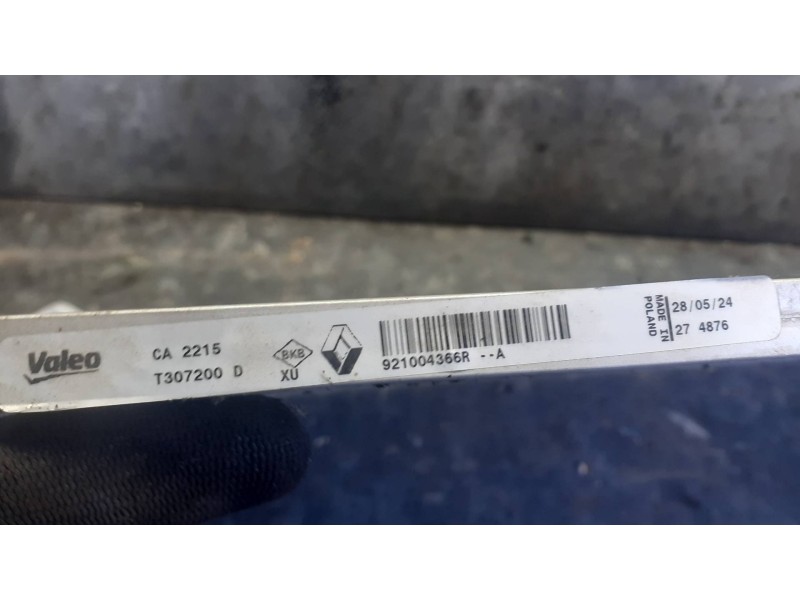 Valeo
CA 2215
T307200 D
BKB
XU
921004366R --A
MADE IN
POLAND
28/05/24
27 4876